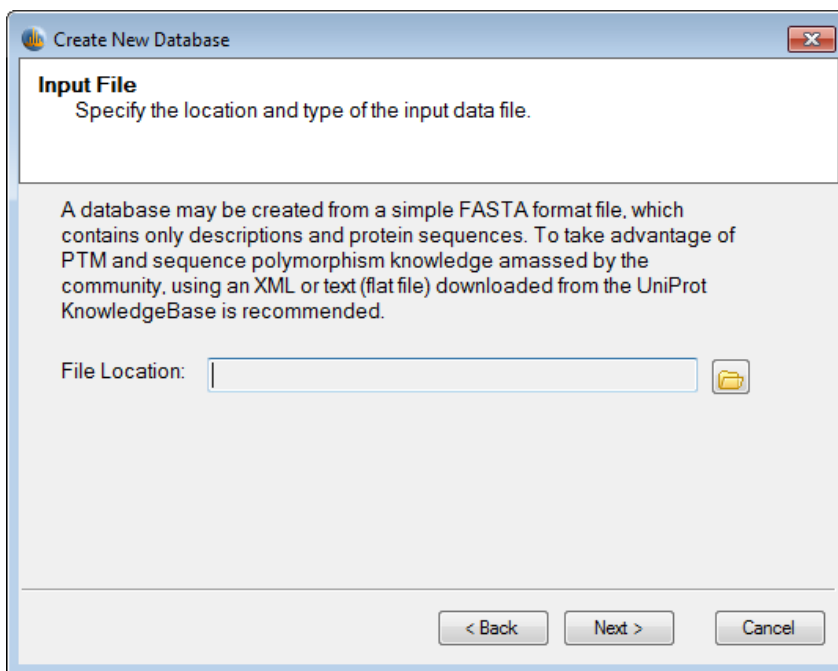 Create New Database
Input File
Specify the location and type of the input data file.
A database may be created from a simple FASTA format file, which
contains only descriptions and protein sequences. To take advantage of
PTM and sequence polymorphism knowledge amassed by the
community, using an XML or text (flat file) downloaded from the UniProt
KnowledgeBase is recommended.
File Location:
< Back Next > Cancel